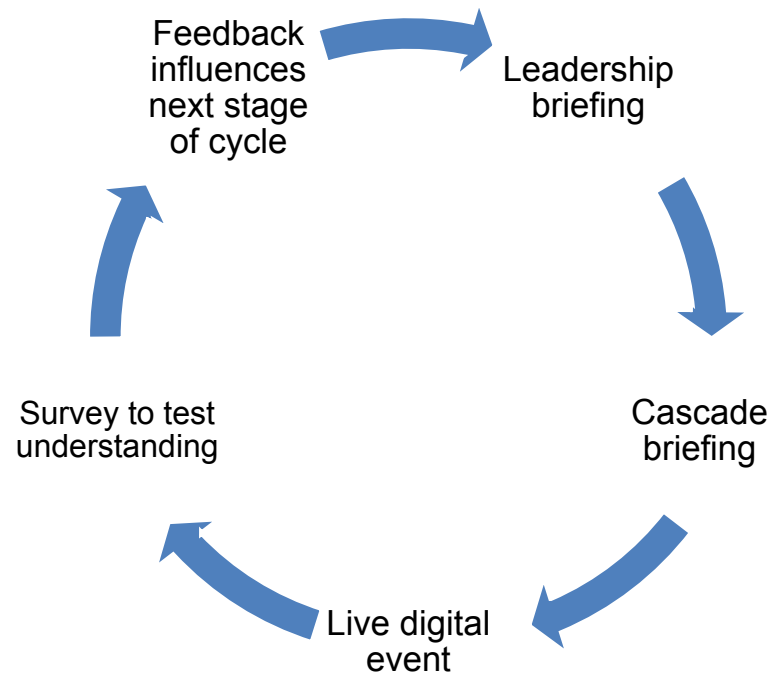 Feedback
influences
next stage
of cycle
Leadership
briefing
Cascade
briefing
Live digital
event
Survey to test
understanding